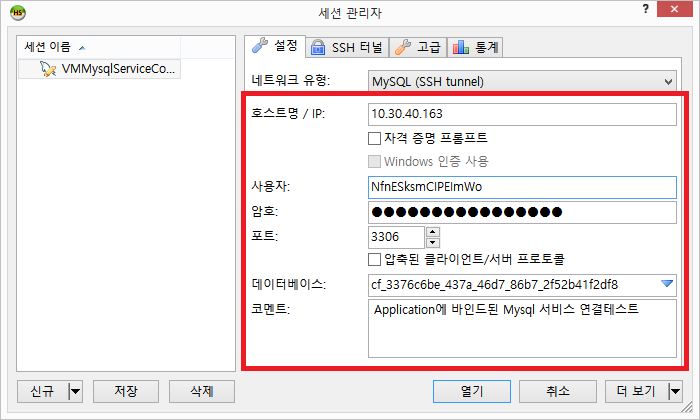 HS
세션 관리자
?
세션 이름
VMMysqlServiceCo...
설정
SSH 터널
고급
통계
네트워크 유형:
MySQL (SSH tunnel)
호스트명 / IP:
10.30.40.163
자격 증명 프롬프트
Windows 인증 사용
사용자:
NfnESksmCIPEImWo
암호:
●●●●●●●●●●●●●●●●
포트:
3306
압축된 클라이언트/서버 프로토콜
데이터베이스:
cf_3376c6be_437a_46d7_86b7_2f52b41f2df8
코멘트:
Application에 바인드된 Mysql 서비스 연결테스트
신규
저장
삭제
열기
취소
더 보기